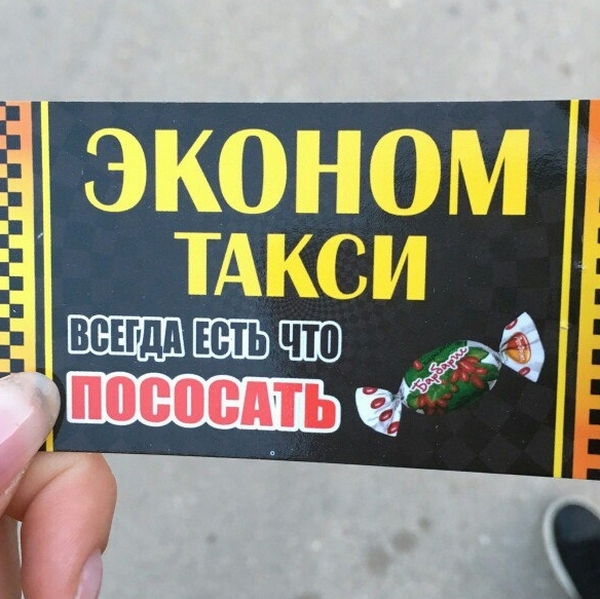 ЭКОНОМ
ТАКСИ
ВСЕГДА ЕСТЬ ЧТО
ПОСОСАТЬ
Барбарис